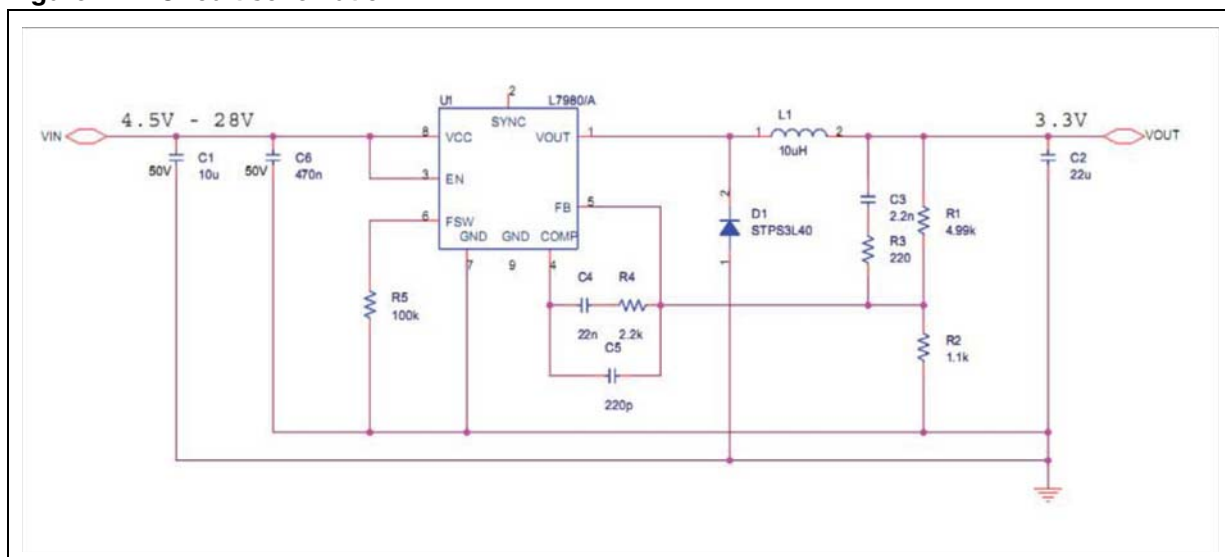 U1
2
L7980/A
4.5V - 28V
SYNC
VIN
8
VCC
VOUT
1
1
L1
2
10uH
3.3V
VOUT
50V
C1
10u
50V
C6
470n
3
EN
C2
22u
6
FSW
FB
5
2
D1
STPS3L40
1
C3
2.2n
R1
4.99k
R3
220
GND
GND
COMP
7
9
4
C4
R4
22n
2.2k
R5
100k
C5
220p
R2
1.1k